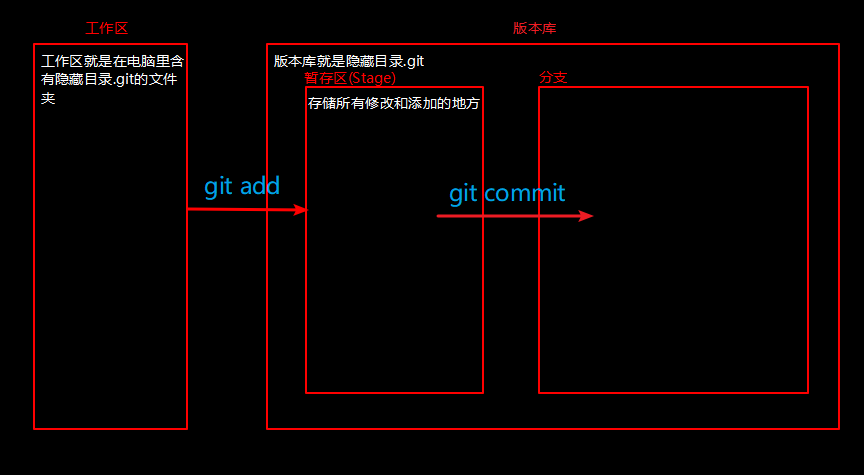 工作区
版本库
工作区就是在电脑里含
有隐藏目录.git的文件
夹
版本库就是隐藏目录.git
暂存区(Stage)
分支
存储所有修改和添加的地方
git add
git commit